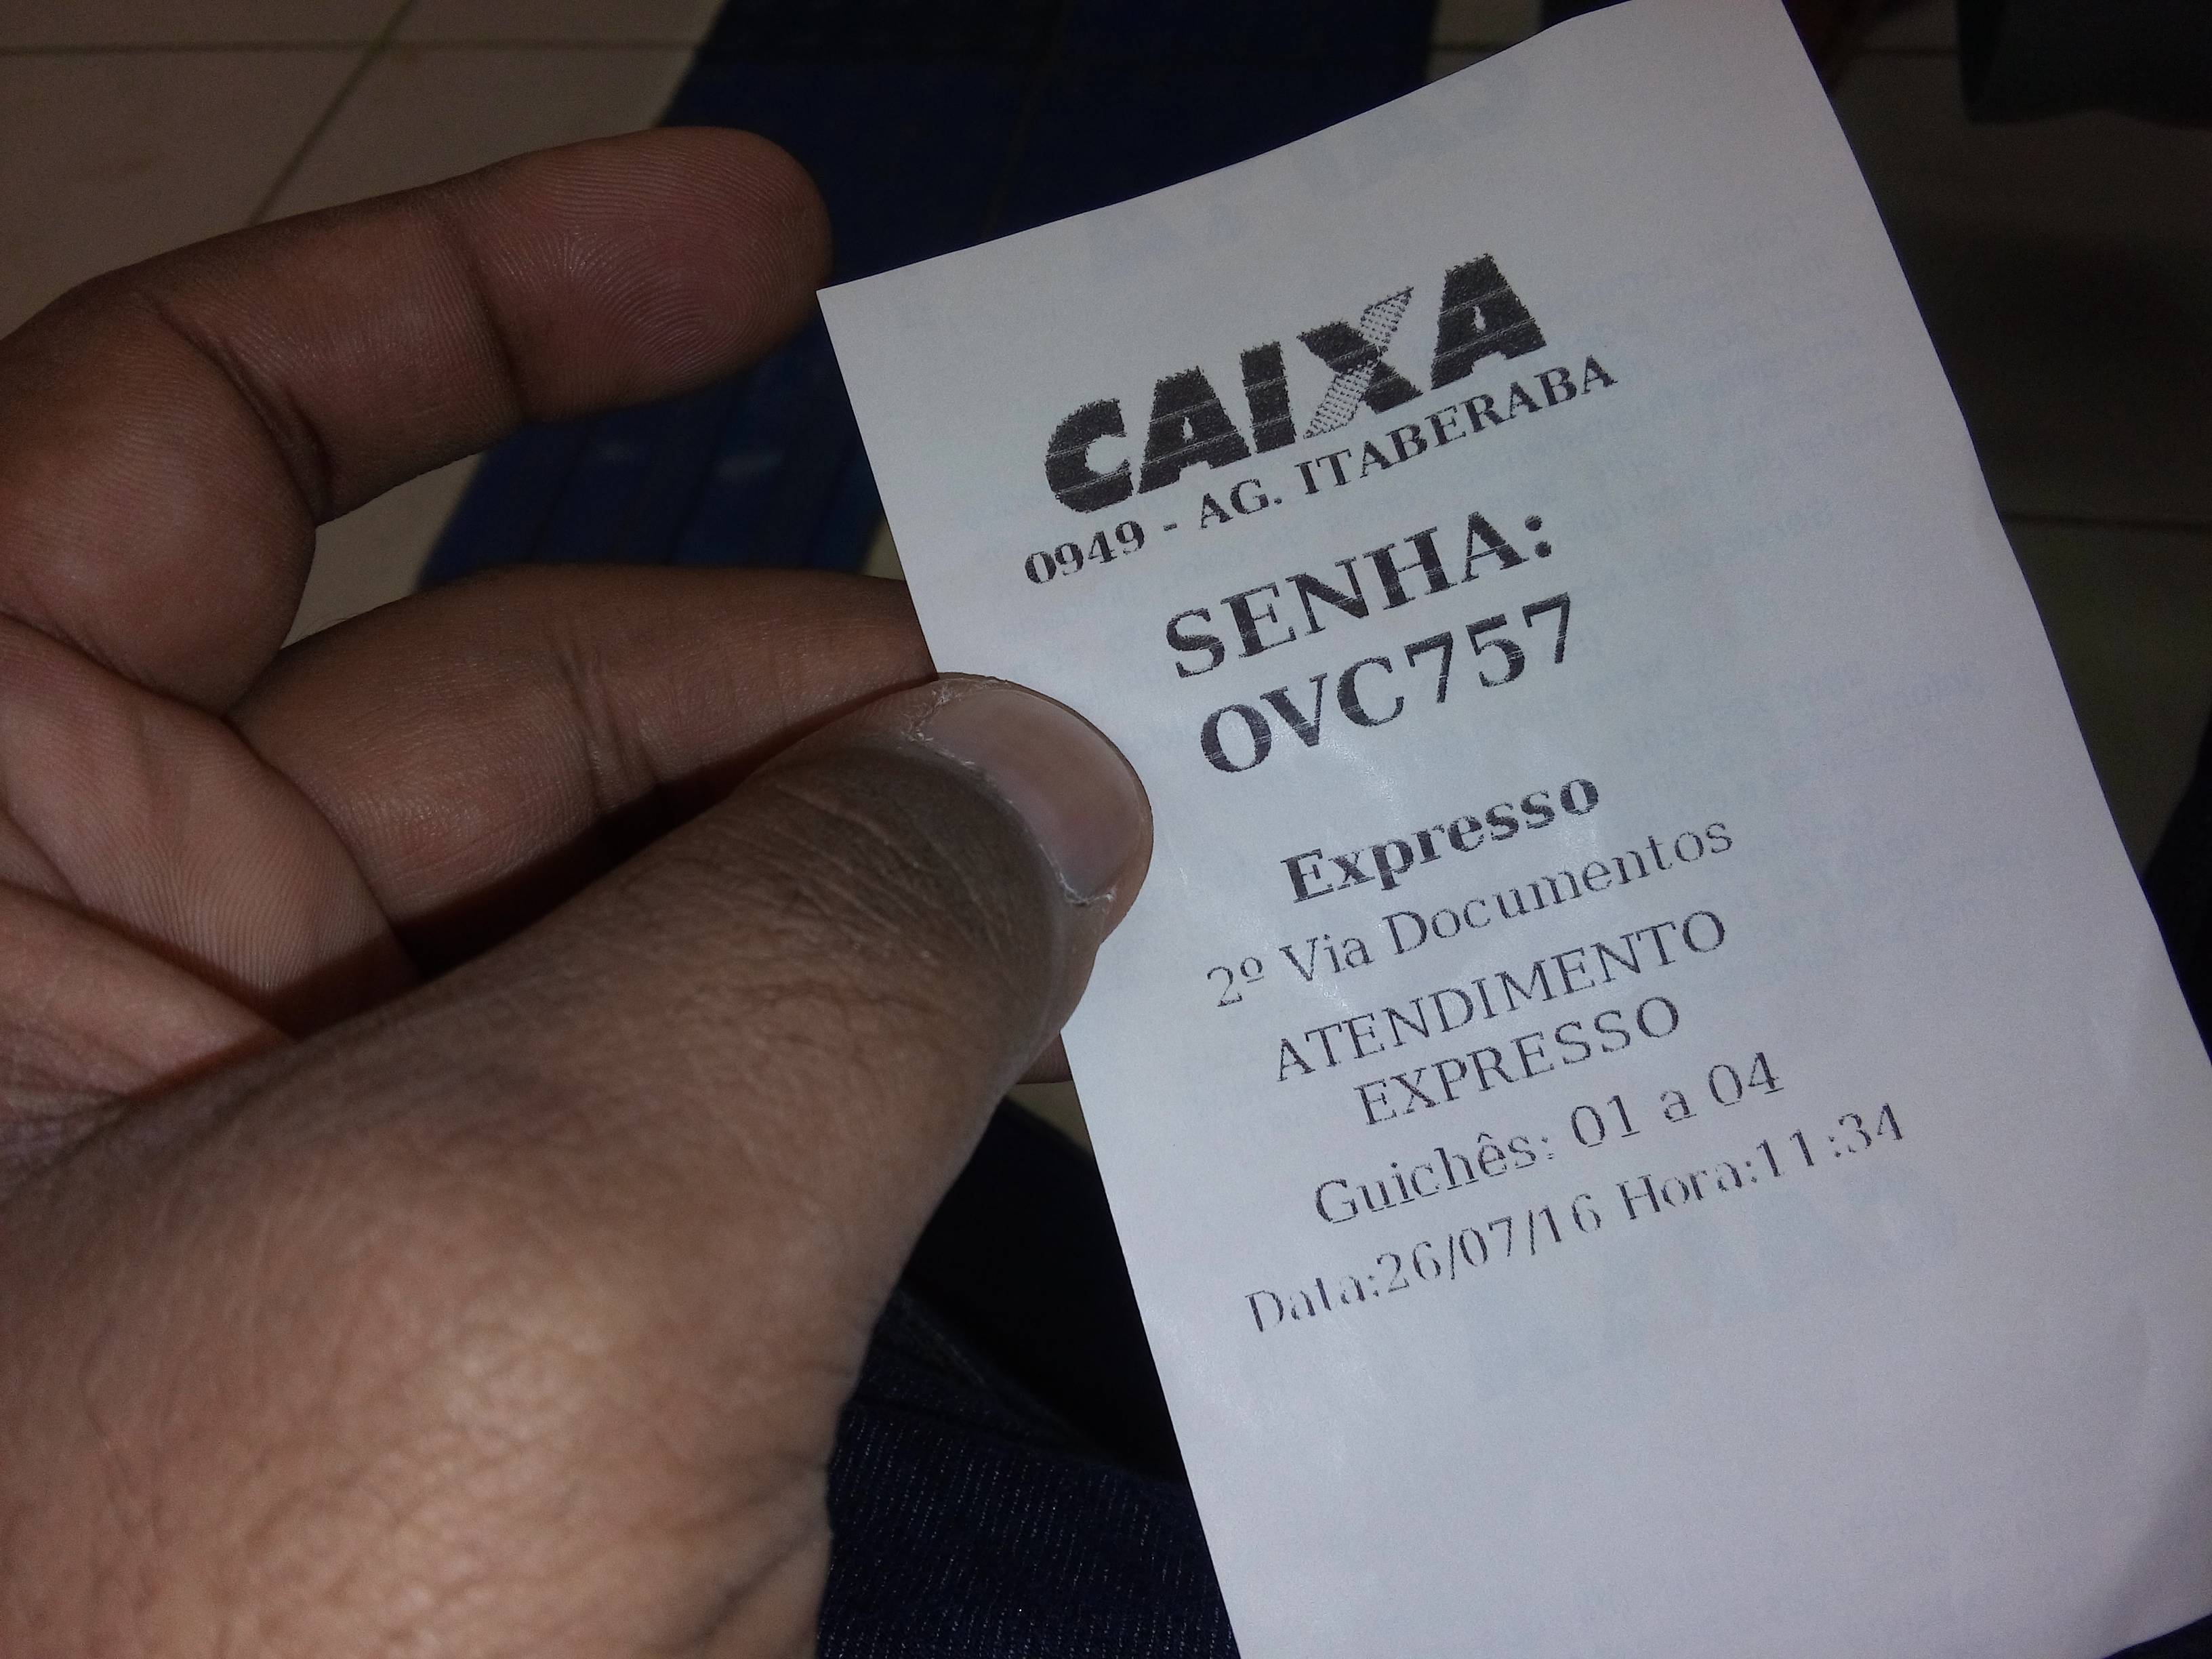 CAIXA
0949 - AG. ITABERABA
SENHA:
OVC757
Expresso
2º Via Documentos
ATENDIMENTO
EXPRESSO
Guichês: 01 a 04
Data:26/07/16 Hora:11:34